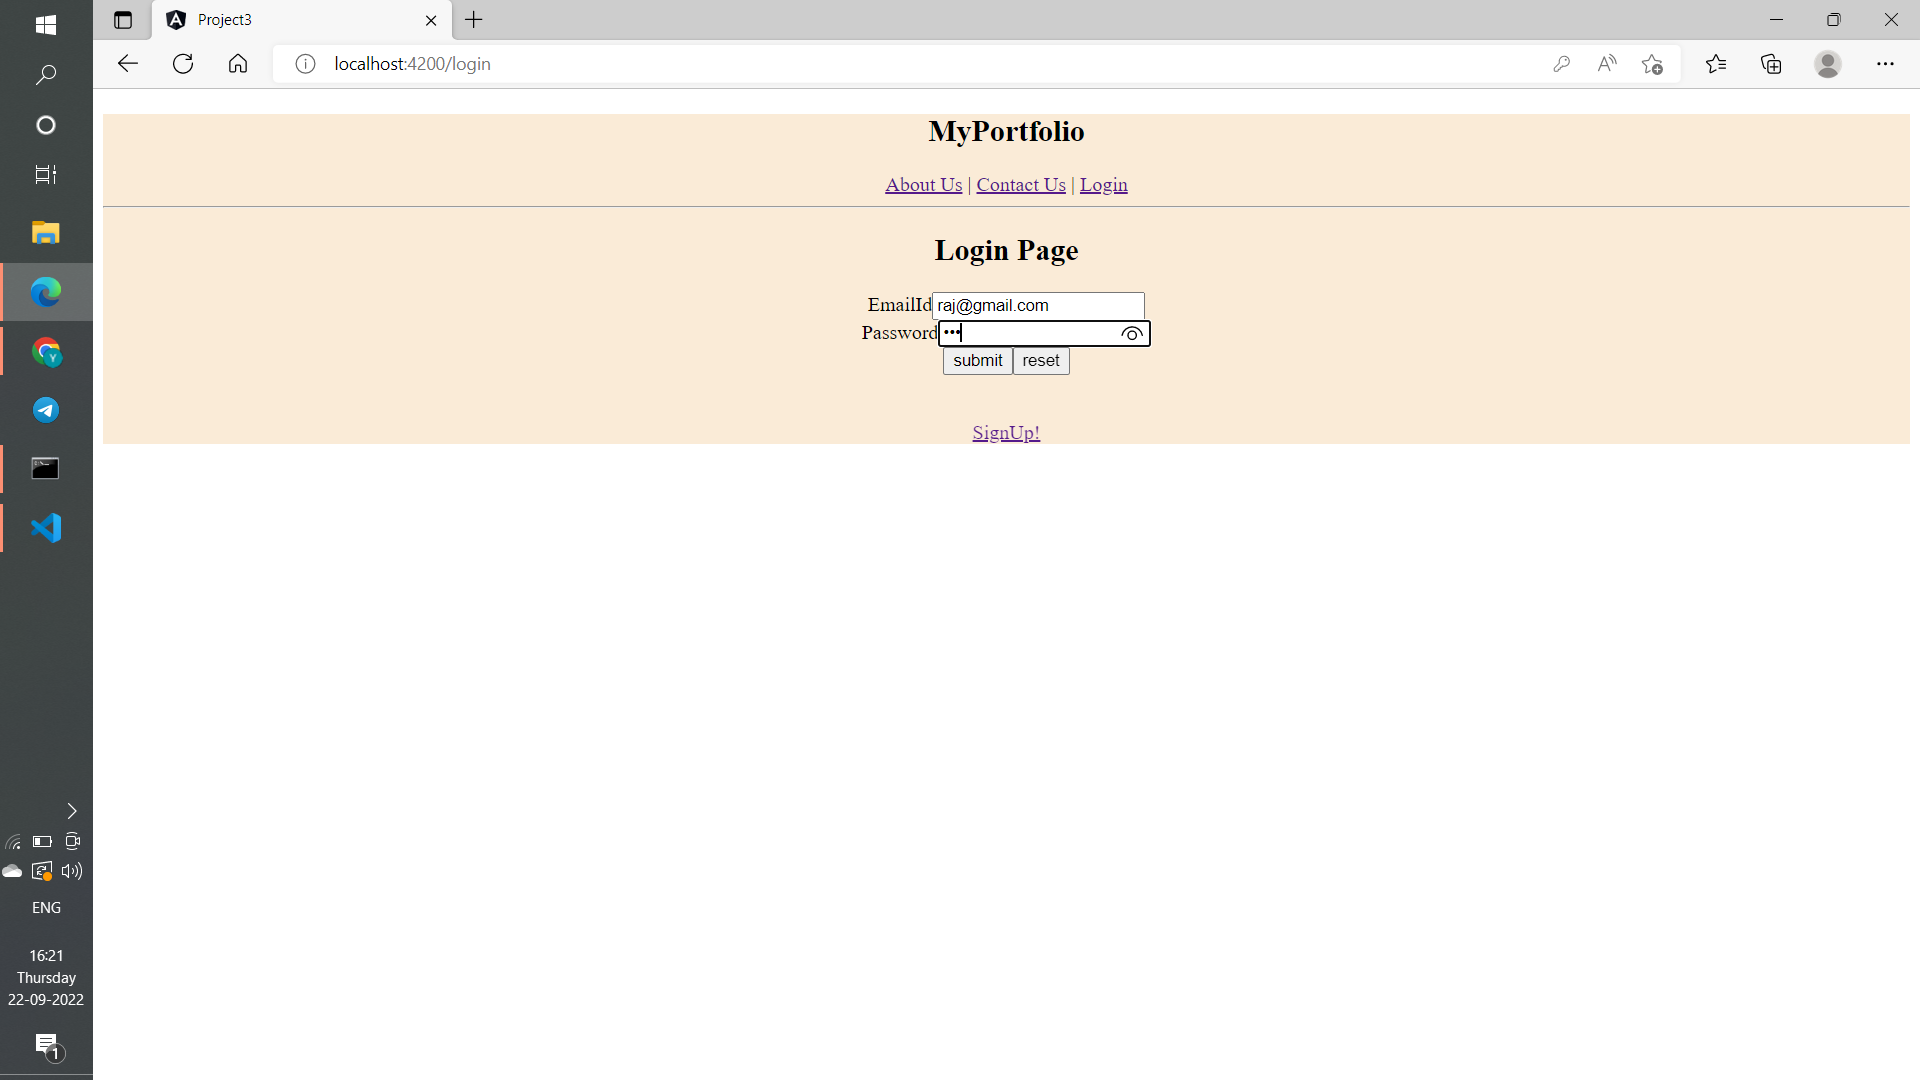 Project3
localhost:4200/login
MyPortfolio
About Us | Contact Us | Login
Login Page
EmailId raj@gmail.com
Password •••
submit reset
SignUp!
Y
ENG
16:21
Thursday
22-09-2022
1